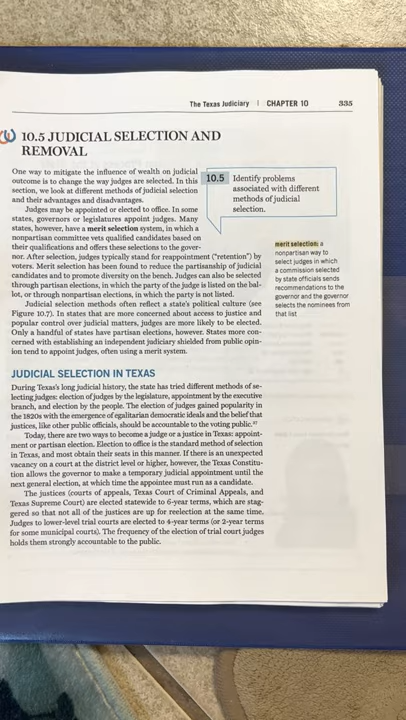 The Texas Judiciary | CHAPTER 10 335
10.5 JUDICIAL SELECTION AND
REMOVAL
One way to mitigate the influence of wealth on judicial
outcome is to change the way judges are selected. In this
section, we look at different methods of judicial selection
and their advantages and disadvantages.
Judges may be appointed or elected to office. In some
states, governors or legislatures appoint judges. Many
states, however, have a merit selection system, in which a
nonpartisan committee vets qualified candidates based on
their qualifications and offers these selections to the gover-
nor. After selection, judges typically stand for reappointment ("retention") by
voters. Merit selection has been found to reduce the partisanship of judicial
candidates and to promote diversity on the bench. Judges can also be selected
through partisan elections, in which the party of the judge is listed on the bal-
lot, or through nonpartisan elections, in which the party is not listed.
Judicial selection methods often reflect a state's political culture (see
Figure 10.7). In states that are more concerned about access to justice and
popular control over judicial matters, judges are more likely to be elected.
Only a handful of states have partisan elections, however. States more con-
cerned with establishing an independent judiciary shielded from public opin-
ion tend to appoint judges, often using a merit system.
10.5 Identify problems
associated with different
methods of judicial
selection.
merit selection: a
nonpartisan way to
select judges in which
a commission selected
by state officials sends
recommendations to the
governor and the governor
selects the nominees from
that list
JUDICIAL SELECTION IN TEXAS
During Texas's long judicial history, the state has tried different methods of se-
lecting judges: election of judges by the legislature, appointment by the executive
branch, and election by the people. The election of judges gained popularity in
the 1820s with the emergence of egalitarian democratic ideals and the belief that
justices, like other public officials, should be accountable to the voting public.³⁷
Today, there are two ways to become a judge or a justice in Texas: appoint-
ment or partisan election. Election to office is the standard method of selection
in Texas, and most obtain their seats in this manner. If there is an unexpected
vacancy on a court at the district level or higher, however, the Texas Constitu-
tion allows the governor to make a temporary judicial appointment until the
next general election, at which time the appointee must run as a candidate.
The justices (courts of appeals, Texas Court of Criminal Appeals, and
Texas Supreme Court) are elected statewide to 6-year terms, which are stag-
gered so that not all of the justices are up for reelection at the same time.
Judges to lower-level trial courts are elected to 4-year terms (or 2-year terms
for some municipal courts). The frequency of the election of trial court judges
holds them strongly accountable to the public.